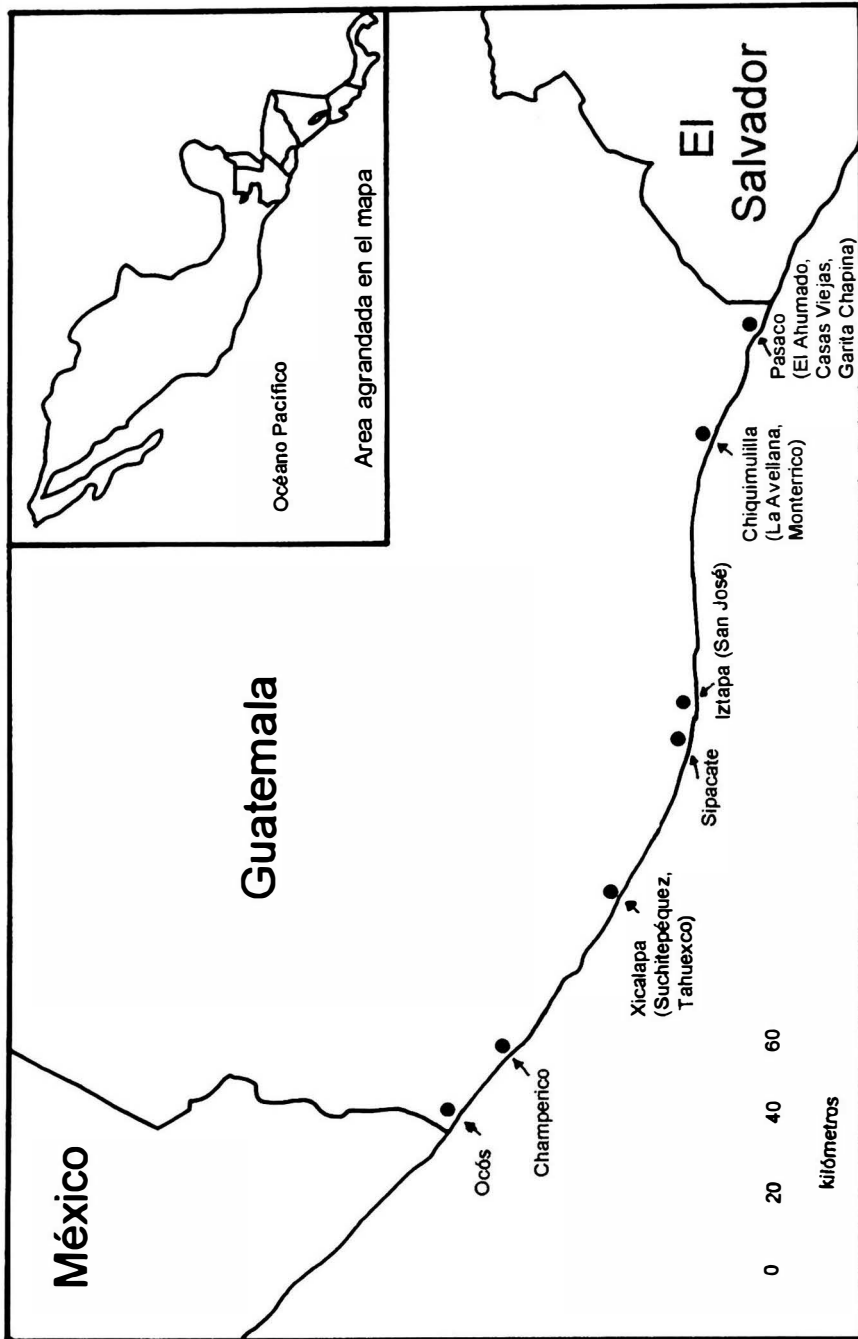 México
Guatemala
El
Salvador
Océano Pacífico
Area agrandada en el mapa
Ocós
Champerico
Xicalapa
(Suchitepéquez,
Tahuexco)
Sipacate
Iztapa (San José)
Chiquimulilla
(La Avellana,
Monterrico)
Pasaco
(El Ahumado,
Casas Viejas,
Garita Chapina)
0 20 40 60
kilómetros